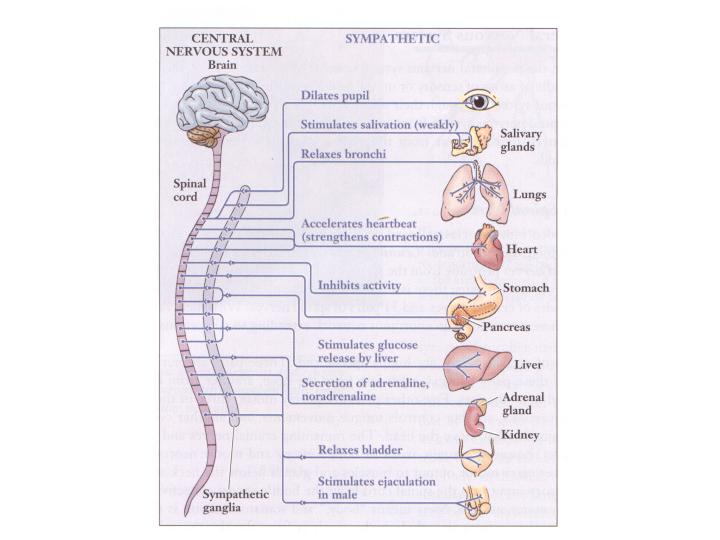 CENTRAL
NERVOUS SYSTEM
Brain
SYMPATHETIC
Dilates pupil
Stimulates salivation (weakly)
Salivary
glands
Relaxes bronchi
Spinal
cord
Lungs
Accelerates heartbeat
(strengthens contractions)
Heart
Inhibits activity
Stomach
Pancreas
Stimulates glucose
release by liver
Liver
Secretion of adrenaline,
noradrenaline
Adrenal
gland
Kidney
Relaxes bladder
Stimulates ejaculation
in male
Sympathetic
ganglia